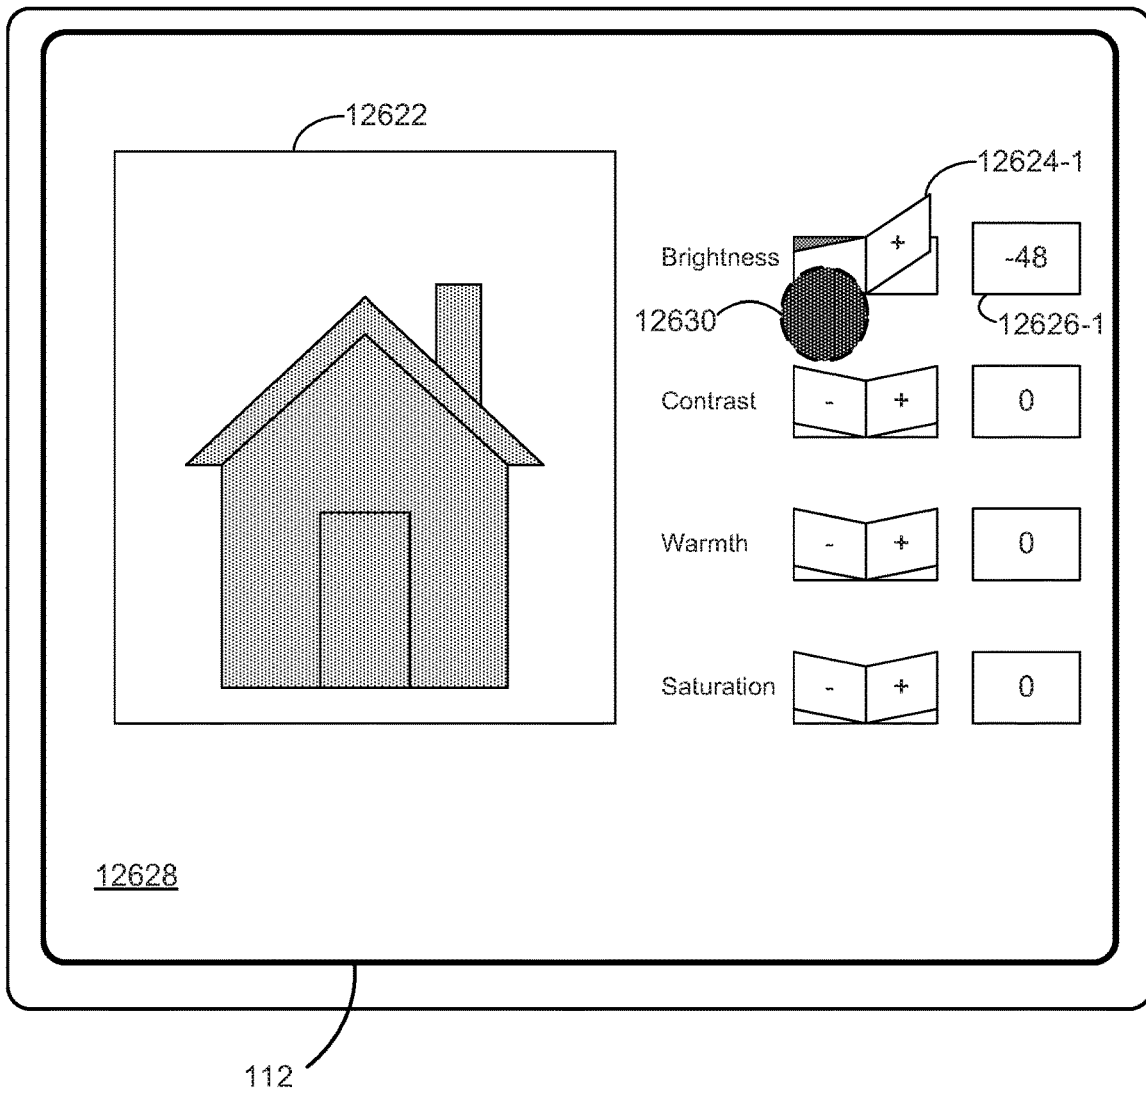 12622
12624-1
Brightness + -48
12630
12626-1
Contrast - + 0
Warmth - + 0
Saturation - + 0
12628
112